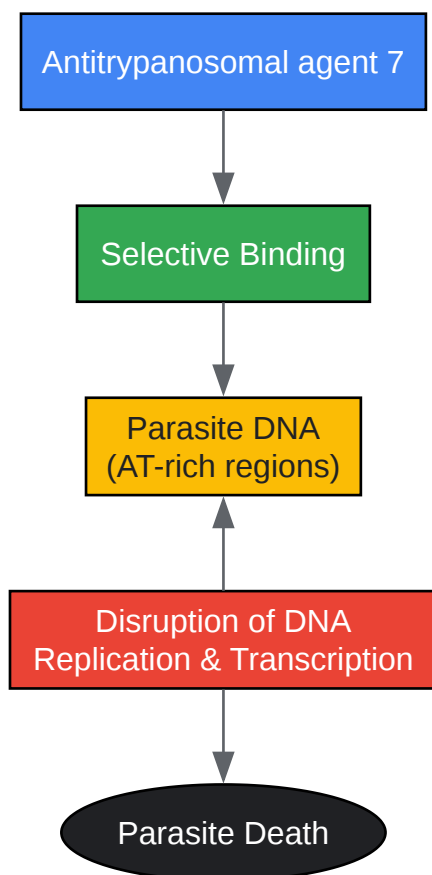 Antitrypanosomal agent 7
Selective Binding
Parasite DNA
(AT-rich regions)
Disruption of DNA
Replication & Transcription
Parasite Death